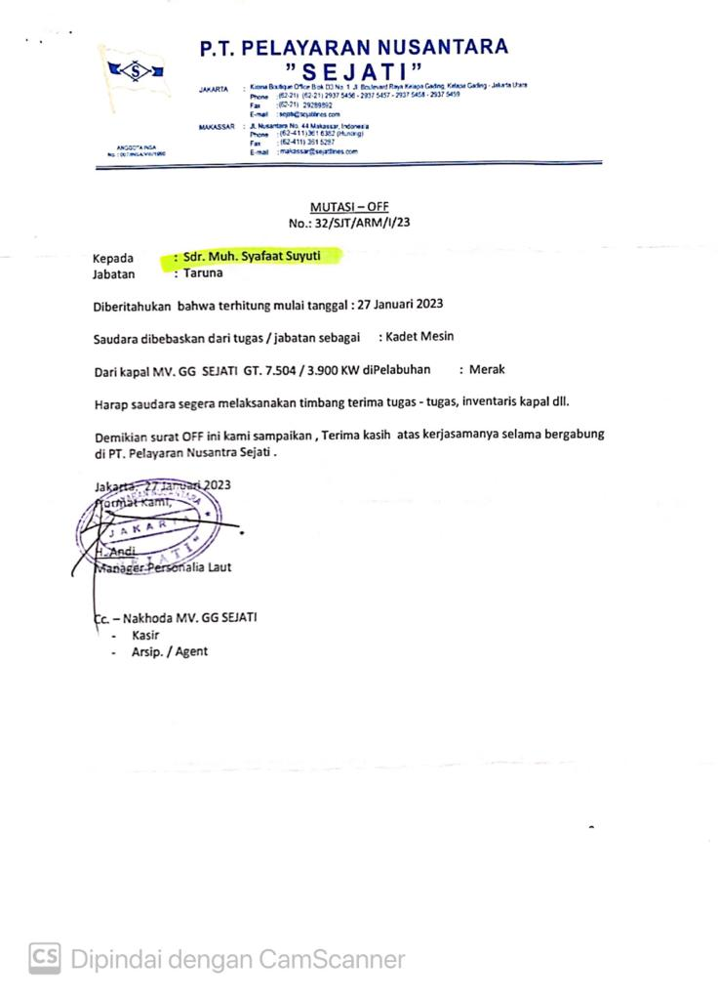 P.T. PELAYARAN NUSANTARA
"SEJATI"
JAKARTA : Kirana Boutique Office Blok D3 No. 1 Jl. Boulevard Raya Kelapa Gading, Kelapa Gading - Jakarta Utara
Phone : (62-21) (62-21) 2937 5456 - 2937 5457 - 2937 5458 - 2937 5459
Fax : (62-21) 29289892
E-mail : sejati@sejatilines.com
MAKASSAR : JL Nusantara No. 44 Makassar, Indonesia
Phone : (62-411) 361 6382 (Hunting)
Fax : (62-411) 361 5287
E-mail : makassar@sejatilines.com
S
ANGGOTA INSA
MUTASI – OFF
No.: 32/SJT/ARM/I/23
Kepada : Sdr. Muh. Syafaat Suyuti
Jabatan : Taruna
Diberitahukan bahwa terhitung mulai tanggal : 27 Januari 2023
Saudara dibebaskan dari tugas / jabatan sebagai : Kadet Mesin
Dari kapal MV. GG SEJATI GT. 7.504 / 3.900 KW diPelabuhan : Merak
Harap saudara segera melaksanakan timbang terima tugas - tugas, inventaris kapal dll.
Demikian surat OFF ini kami sampaikan , Terima kasih atas kerjasamanya selama bergabung
di PT. Pelayaran Nusantra Sejati .
Jakarta, 27 Januari 2023
Hormat Kami,
NUSANTARA
JAKARTA
"SEJATI"
H. Andi
Manager Personalia Laut
Cc. – Nakhoda MV. GG SEJATI
- Kasir
- Arsip. / Agent
CS Dipindai dengan CamScanner